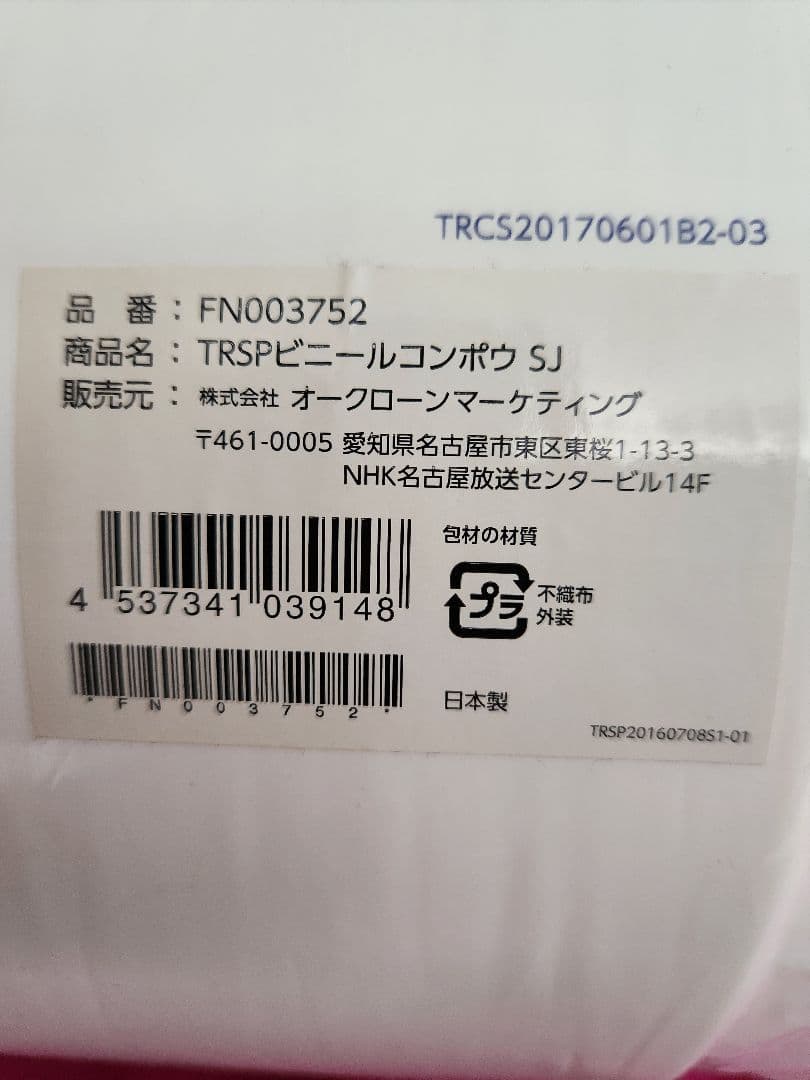 TRCS20170601B2-03
品　番：FN003752
商品名：TRSPビニールコンポウ SJ
販売元：株式会社 オークローンマーケティング
〒461-0005 愛知県名古屋市東区東桜1-13-3
NHK名古屋放送センタービル14F
包材の材質
プラ
不織布
外装
4 537341 039148
*FN003752*
日本製
TRSP20160708S1-01